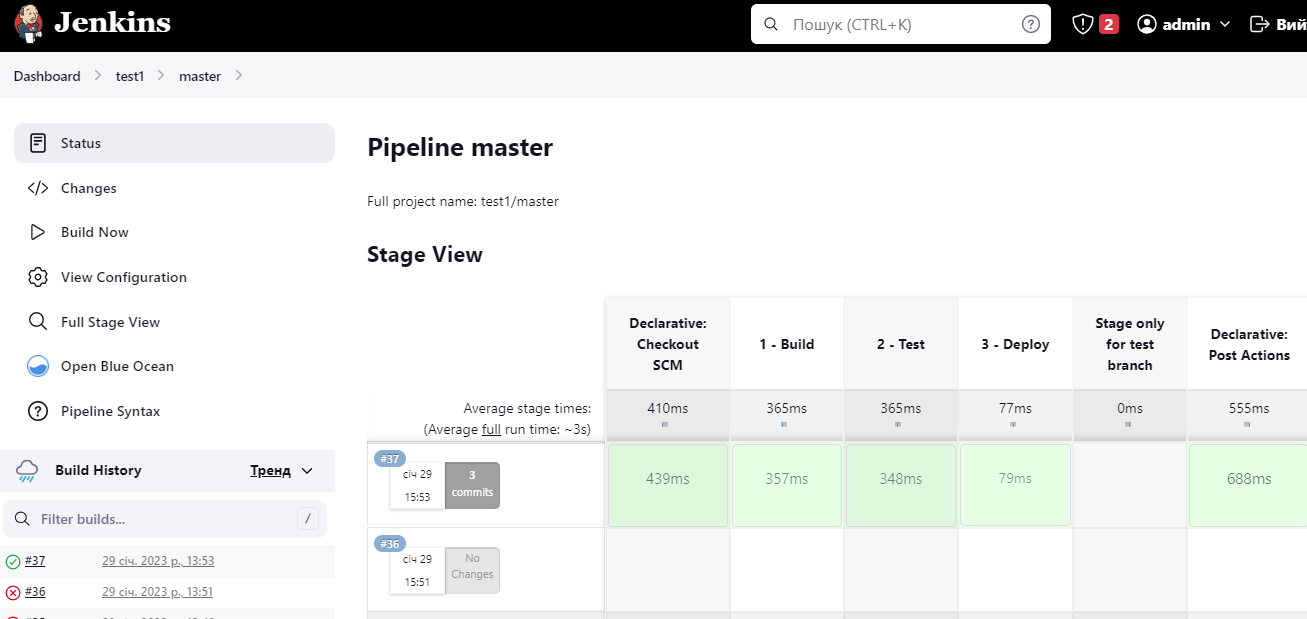 Jenkins
Пошук (CTRL+K)
?
2
admin
Вий
Dashboard
test1
master
Status
Changes
Build Now
View Configuration
Full Stage View
Open Blue Ocean
Pipeline Syntax
Build History
Тренд
Filter builds...
/
#37
29 січ. 2023 р., 13:53
#36
29 січ. 2023 р., 13:51
Pipeline master
Full project name: test1/master
Stage View
Declarative:
Checkout
SCM
1 - Build
2 - Test
3 - Deploy
Stage only
for test
branch
Declarative:
Post Actions
Average stage times:
(Average full run time: ~3s)
410ms
365ms
365ms
77ms
0ms
555ms
#37
січ 29
15:53
3
commits
439ms
357ms
348ms
79ms
688ms
#36
січ 29
15:51
No
Changes